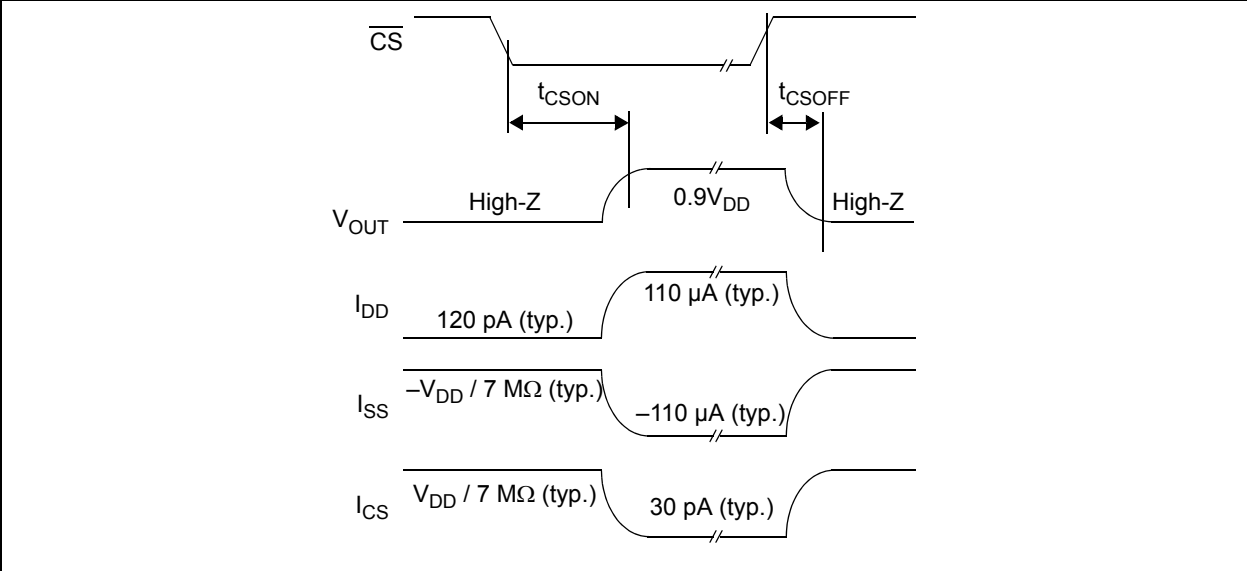 CS
tCSON
tCSOFF
VOUT
High-Z
0.9VDD
High-Z
IDD
120 pA (typ.)
110 µA (typ.)
ISS
–VDD / 7 MΩ (typ.)
–110 µA (typ.)
ICS
VDD / 7 MΩ (typ.)
30 pA (typ.)